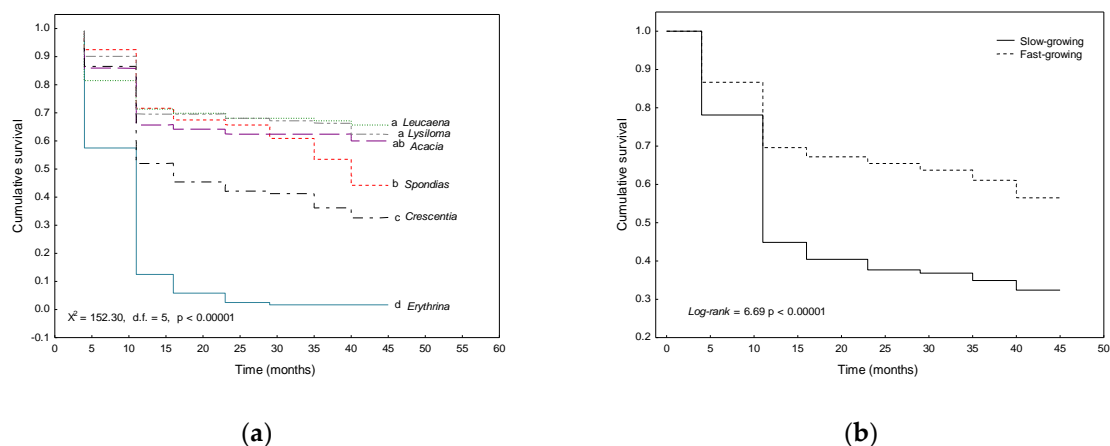 1.0
0.9
0.8
0.7
0.6
0.5
0.4
0.3
0.2
0.1
0.0
-0.1
Cumulative survival
a Leucaena
a Lysiloma
ab Acacia
b Spondias
c Crescentia
d Erythrina
X² = 152.30, d.f. = 5, p < 0.00001
0 5 10 15 20 25 30 35 40 45 50 55 60
Time (months)
(a)
1.0
0.9
0.8
0.7
0.6
0.5
0.4
0.3
0.2
Cumulative survival
Slow-growing
Fast-growing
Log-rank = 6.69 p < 0.00001
0 5 10 15 20 25 30 35 40 45 50
Time (months)
(b)